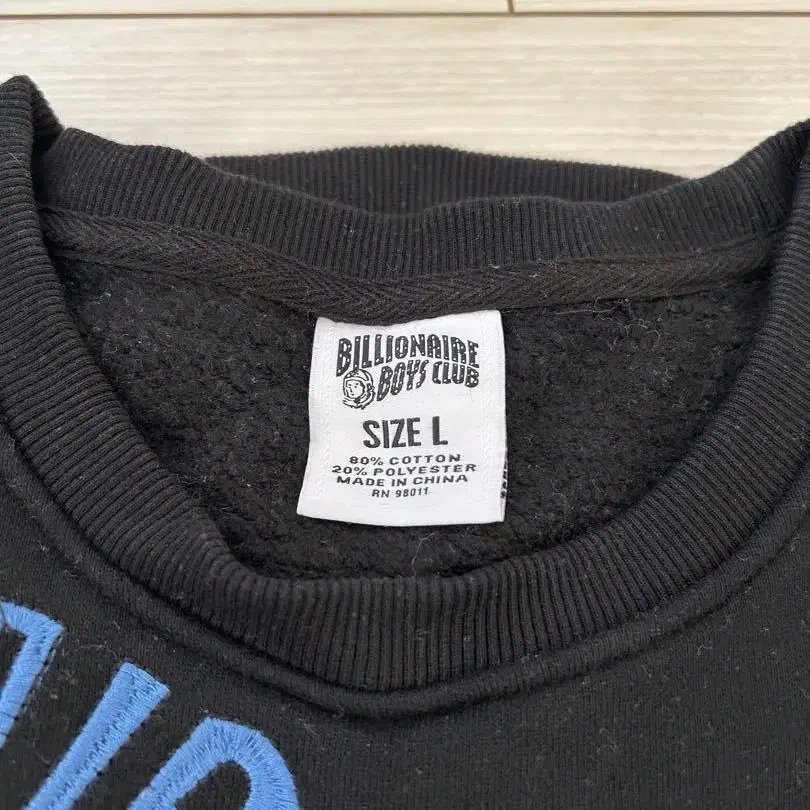 BILLIONAIRE
BOYS CLUB
SIZE L
80% COTTON
20% POLYESTER
MADE IN CHINA
RN 98011